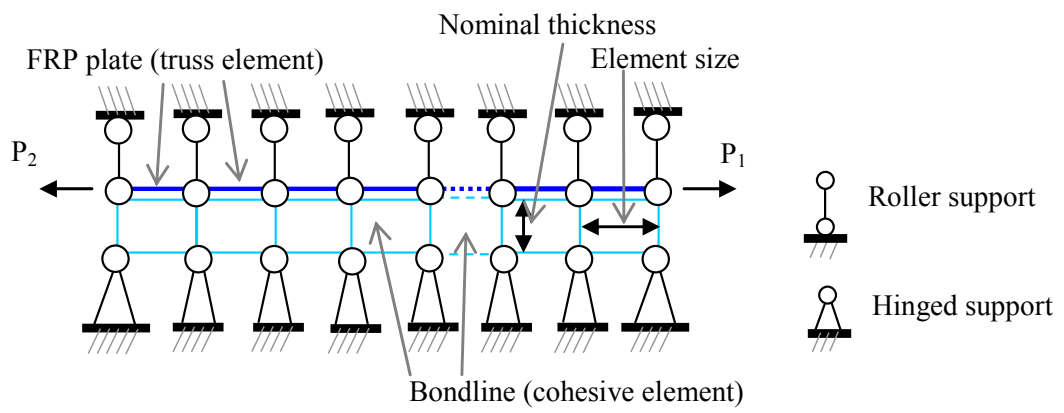 Nominal thickness
FRP plate (truss element)
Element size
P₂
P₁
Roller support
Hinged support
Bondline (cohesive element)